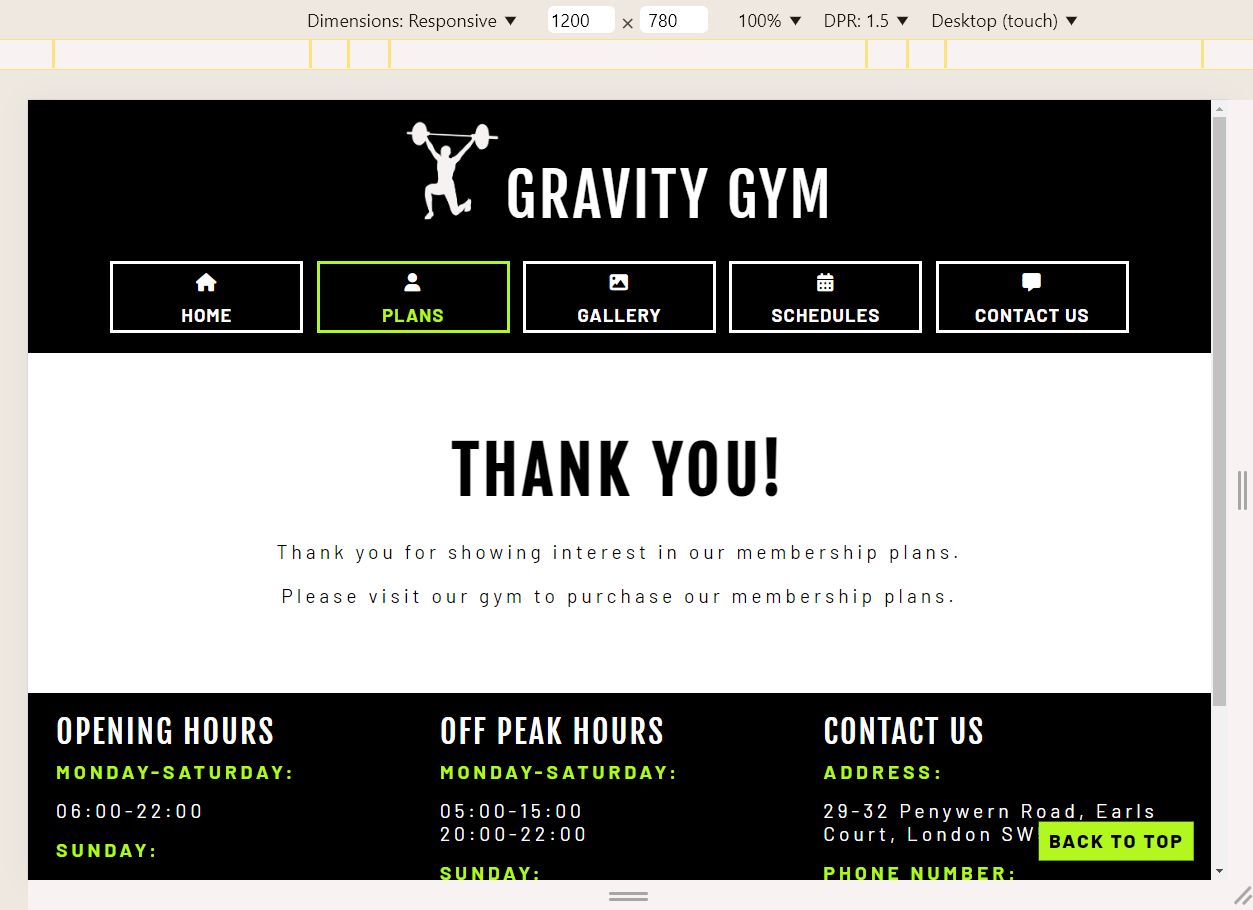 Dimensions: Responsive ▼ 1200 × 780 100% ▼ DPR: 1.5 ▼ Desktop (touch) ▼
GRAVITY GYM
HOME PLANS GALLERY SCHEDULES CONTACT US
THANK YOU!
Thank you for showing interest in our membership plans.
Please visit our gym to purchase our membership plans.
OPENING HOURS
MONDAY-SATURDAY:
06:00-22:00
SUNDAY:
OFF PEAK HOURS
MONDAY-SATURDAY:
05:00-15:00
20:00-22:00
SUNDAY:
CONTACT US
ADDRESS:
29-32 Penywern Road, Earls
Court, London
PHONE NUMBER:
BACK TO TOP